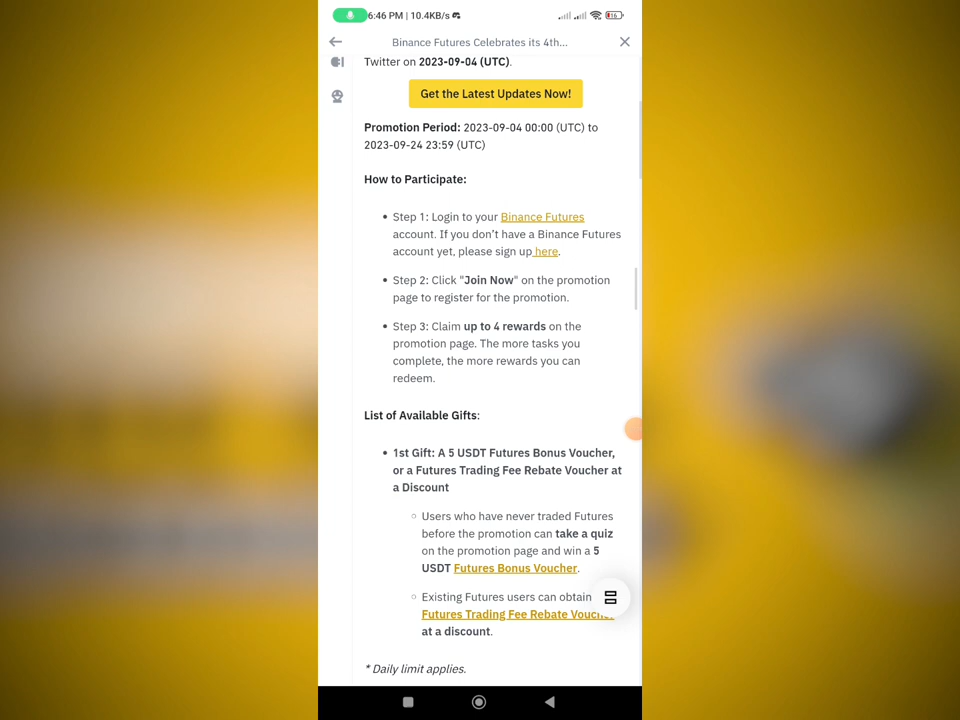 6:46 PM | 10.4KB/s
16
Binance Futures Celebrates its 4th...
Twitter on 2023-09-04 (UTC).
Get the Latest Updates Now!
Promotion Period: 2023-09-04 00:00 (UTC) to
2023-09-24 23:59 (UTC)
How to Participate:
• Step 1: Login to your Binance Futures
account. If you don’t have a Binance Futures
account yet, please sign up here.
• Step 2: Click "Join Now" on the promotion
page to register for the promotion.
• Step 3: Claim up to 4 rewards on the
promotion page. The more tasks you
complete, the more rewards you can
redeem.
List of Available Gifts:
• 1st Gift: A 5 USDT Futures Bonus Voucher,
or a Futures Trading Fee Rebate Voucher at
a Discount
○ Users who have never traded Futures
before the promotion can take a quiz
on the promotion page and win a 5
USDT Futures Bonus Voucher.
○ Existing Futures users can obtain
Futures Trading Fee Rebate Voucher
at a discount.
* Daily limit applies.